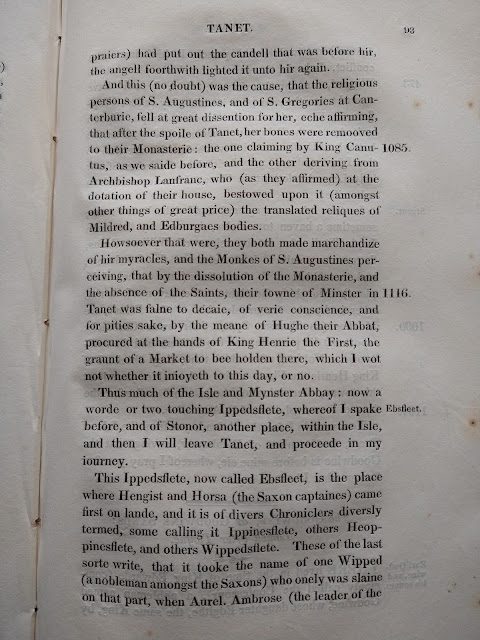 TANET. 93
praiers) had put out the candell that was before hir,
the angell foorthwith lighted it unto hir again.
And this (no doubt) was the cause, that the religious
persons of S. Augustines, and of S. Gregories at Can-
terburie, fell at great dissention for her, eche affirming,
that after the spoile of Tanet, her bones were remooved
to their Monasterie: the one claiming by King Canu- 1085.
tus, as we saide before, and the other deriving from
Archbishop Lanfranc, who (as they affirmed) at the
dotation of their house, bestowed upon it (amongst
other things of great price) the translated reliques of
Mildred, and Edburgaes bodies.
Howsoever that were, they both made marchandize
of hir myracles, and the Monkes of S. Augustines per-
ceiving, that by the dissolution of the Monasterie, and
the absence of the Saints, their towne of Minster in 1116.
Tanet was falne to decaie, of verie conscience, and
for pities sake, by the meane of Hughe their Abbat,
procured at the hands of King Henrie the First, the
graunt of a Market to bee holden there, which I wot
not whether it inioyeth to this day, or no.
Thus much of the Isle and Mynster Abbay: now a
worde or two touching Ippedsflete, whereof I spake Ebsfleet.
before, and of Stonor, another place, within the Isle,
and then I will leave Tanet, and proceede in my
iourney.
This Ippedsflete, now called Ebsfleet, is the place
where Hengist and Horsa (the Saxon captaines) came
first on lande, and it is of divers Chroniclers diversly
termed, some calling it Ippinesflete, others Heop-
pinesflete, and others Wippedsflete. These of the last
sorte write, that it tooke the name of one Wipped
(a nobleman amongst the Saxons) who onely was slaine
on that part, when Aurel. Ambrose (the leader of the